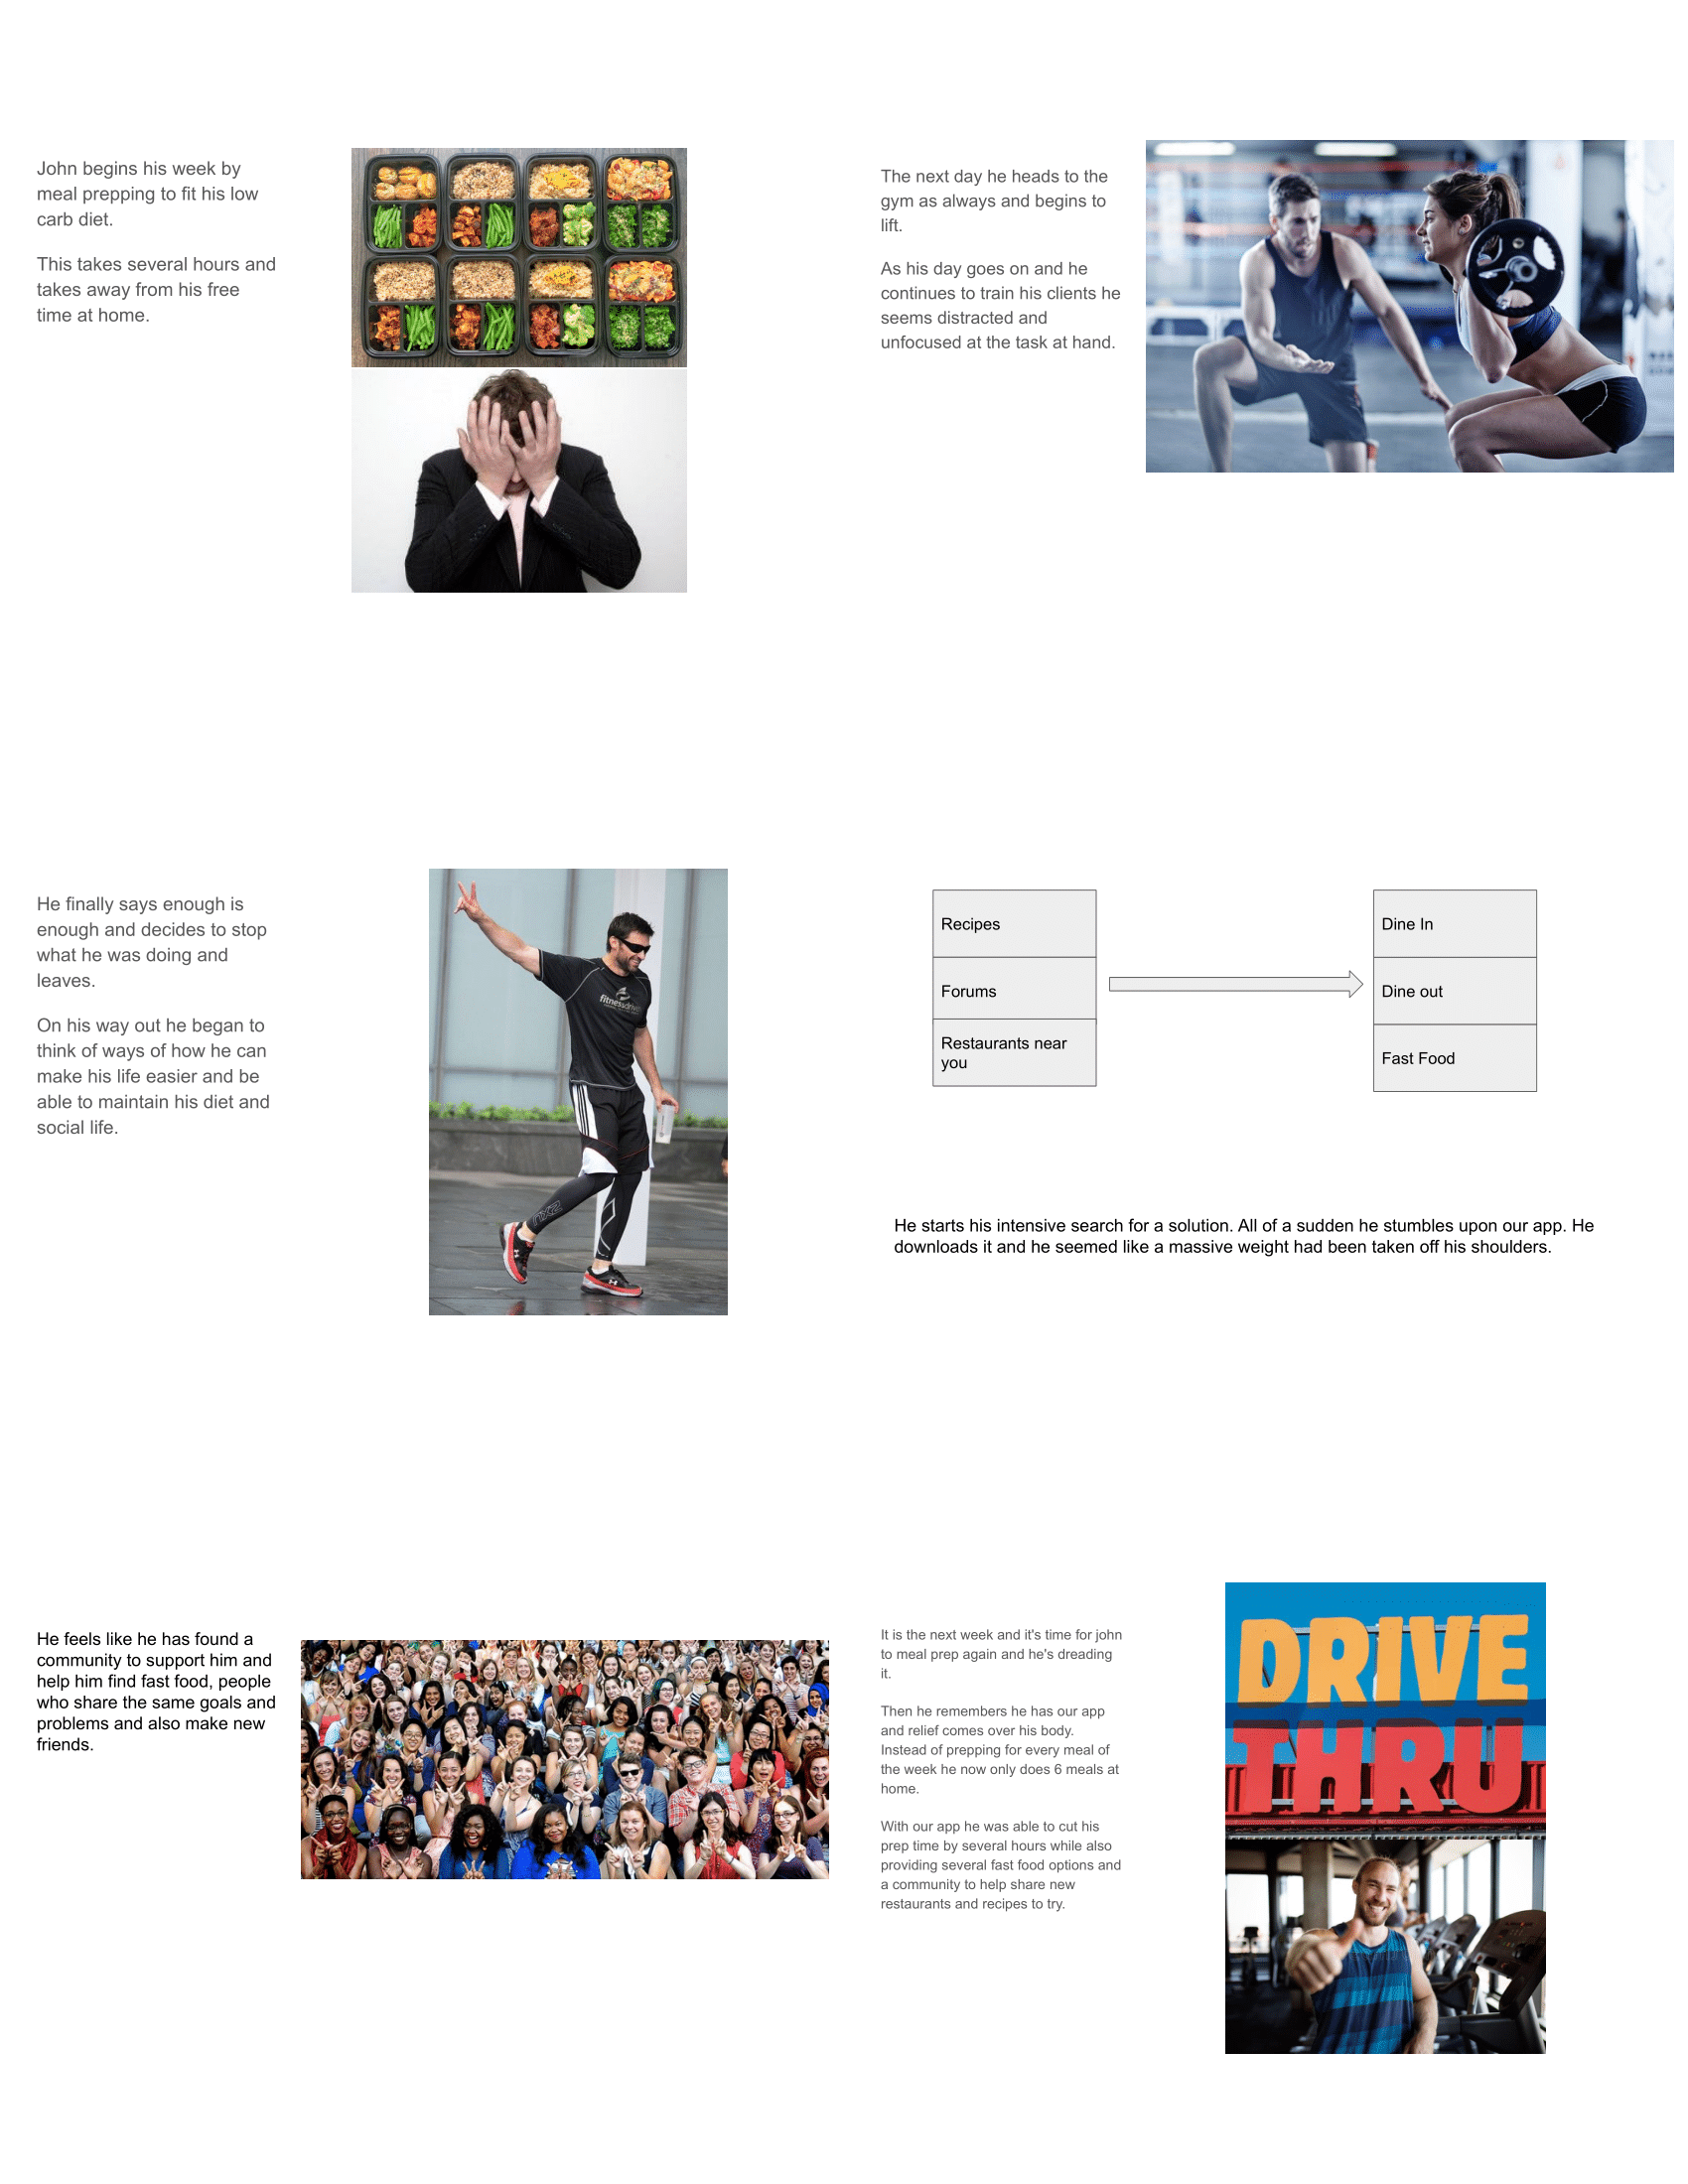 John begins his week by
meal prepping to fit his low
carb diet.
This takes several hours and
takes away from his free
time at home.
The next day he heads to the
gym as always and begins to
lift.
As his day goes on and he
continues to train his clients he
seems distracted and
unfocused at the task at hand.
He finally says enough is
enough and decides to stop
what he was doing and
leaves.
On his way out he began to
think of ways of how he can
make his life easier and be
able to maintain his diet and
social life.
2XU
Recipes
Forums
Restaurants near
you
Dine In
Dine out
Fast Food
He starts his intensive search for a solution. All of a sudden he stumbles upon our app. He
downloads it and he seemed like a massive weight had been taken off his shoulders.
He feels like he has found a
community to support him and
help him find fast food, people
who share the same goals and
problems and also make new
friends.
It is the next week and it's time for john
to meal prep again and he's dreading
it.
Then he remembers he has our app
and relief comes over his body.
Instead of prepping for every meal of
the week he now only does 6 meals at
home.
With our app he was able to cut his
prep time by several hours while also
providing several fast food options and
a community to help share new
restaurants and recipes to try.
DRIVE
THRU